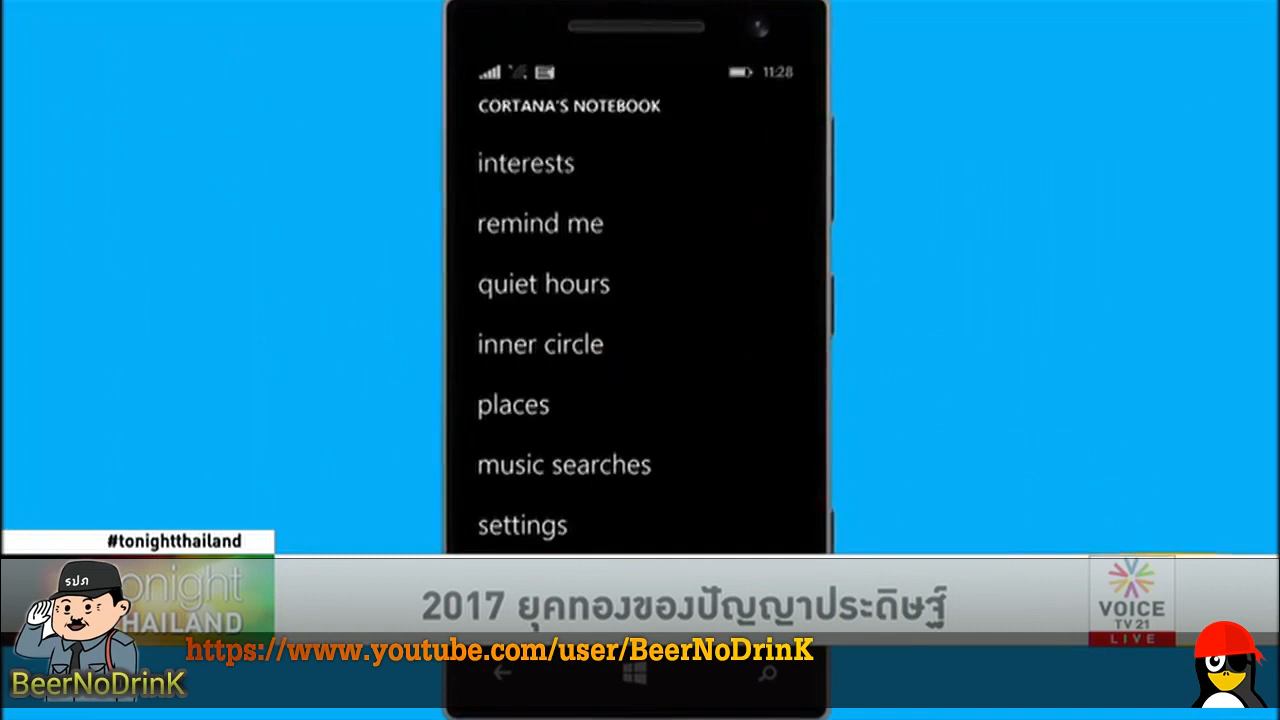 11:28
CORTANA'S NOTEBOOK
interests
remind me
quiet hours
inner circle
places
music searches
settings
#tonightthailand
รปภ
tonight
THAILAND
2017 ยุคทองของปัญญาประดิษฐ์
VOICE
TV 21
LIVE
https://www.youtube.com/user/BeerNoDrinK
BeerNoDrinK